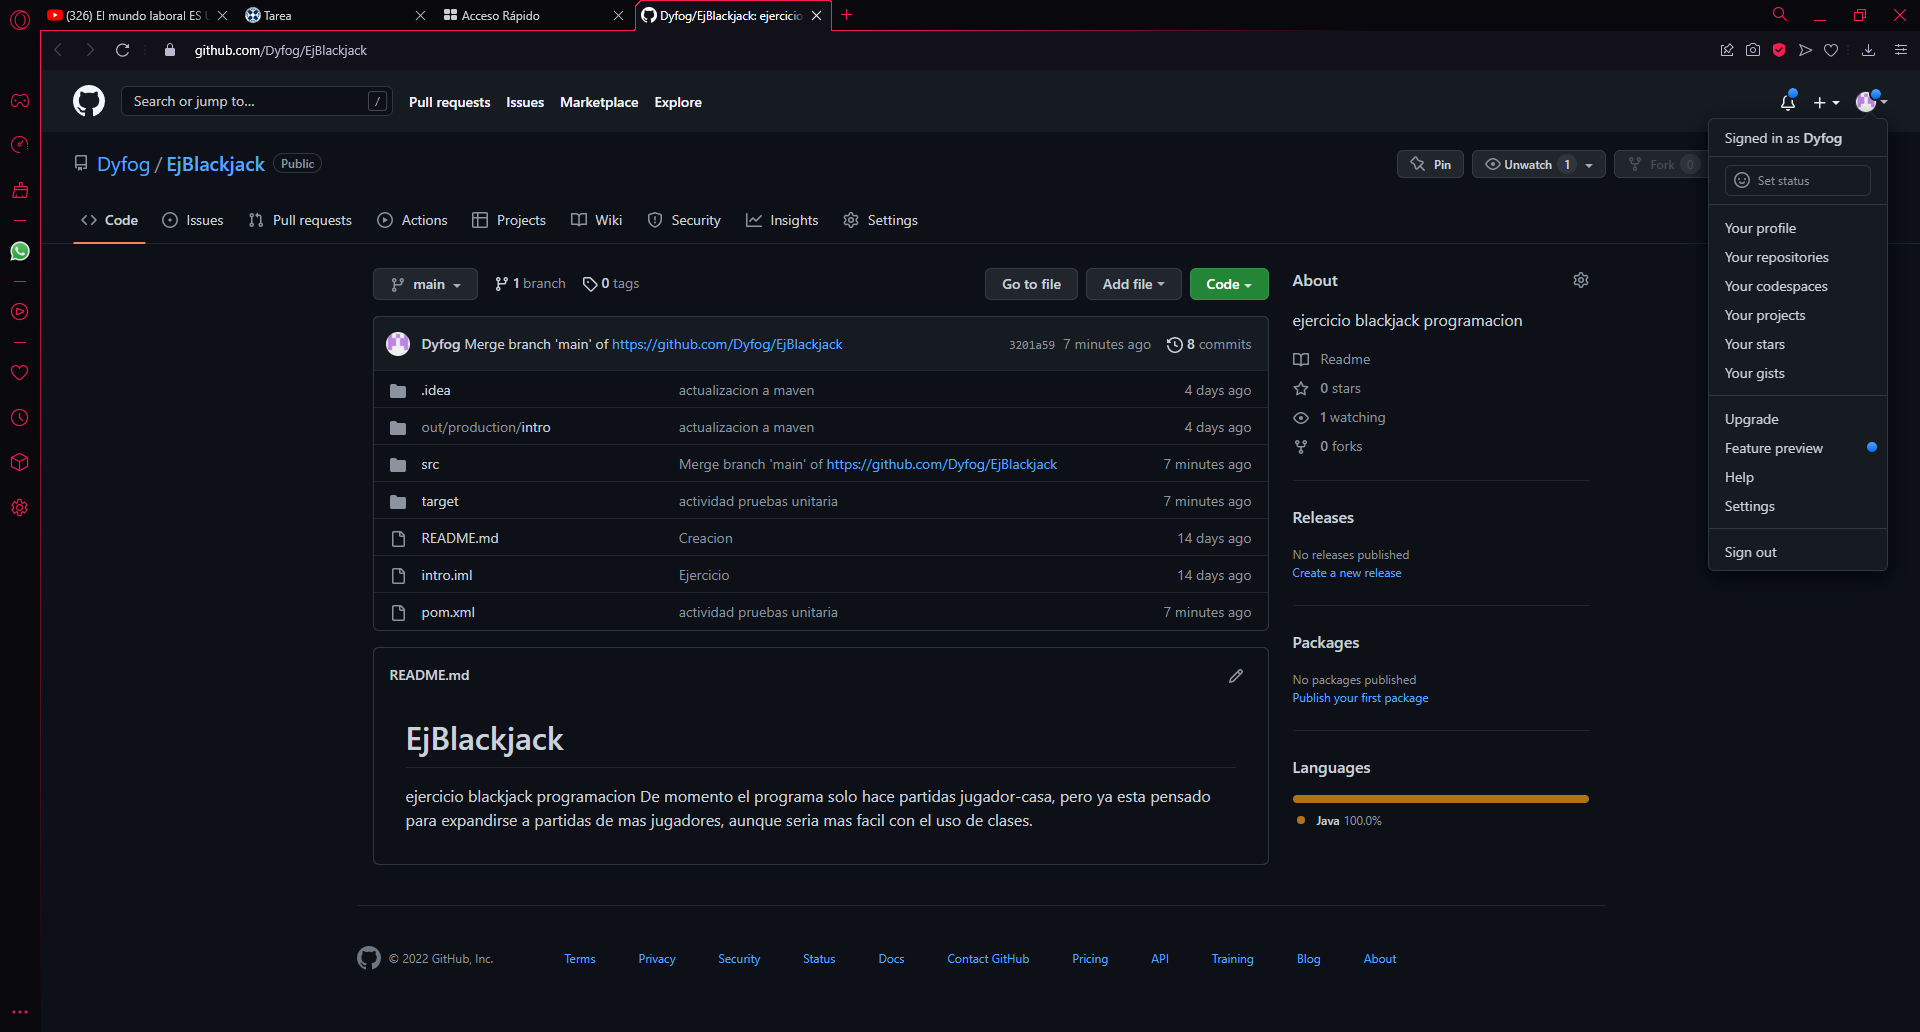 (326) El mundo laboral ES
Tarea
Acceso Rápido
Dyfog/EjBlackjack: ejercicio
github.com/Dyfog/EjBlackjack
Search or jump to...
/
Pull requests
Issues
Marketplace
Explore
Signed in as Dyfog
Set status
Your profile
Your repositories
Your codespaces
Your projects
Your stars
Your gists
Upgrade
Feature preview
Help
Settings
Sign out
Dyfog / EjBlackjack
Public
Pin
Unwatch 1
Fork 0
Code
Issues
Pull requests
Actions
Projects
Wiki
Security
Insights
Settings
main
1 branch
0 tags
Go to file
Add file
Code
Dyfog Merge branch 'main' of https://github.com/Dyfog/EjBlackjack
3201a59 7 minutes ago
8 commits
.idea
actualizacion a maven
4 days ago
out/production/intro
actualizacion a maven
4 days ago
src
Merge branch 'main' of https://github.com/Dyfog/EjBlackjack
7 minutes ago
target
actividad pruebas unitaria
7 minutes ago
README.md
Creacion
14 days ago
intro.iml
Ejercicio
14 days ago
pom.xml
actividad pruebas unitaria
7 minutes ago
README.md
EjBlackjack
ejercicio blackjack programacion De momento el programa solo hace partidas jugador-casa, pero ya esta pensado
para expandirse a partidas de mas jugadores, aunque seria mas facil con el uso de clases.
About
ejercicio blackjack programacion
Readme
0 stars
1 watching
0 forks
Releases
No releases published
Create a new release
Packages
No packages published
Publish your first package
Languages
Java 100.0%
© 2022 GitHub, Inc.
Terms
Privacy
Security
Status
Docs
Contact GitHub
Pricing
API
Training
Blog
About